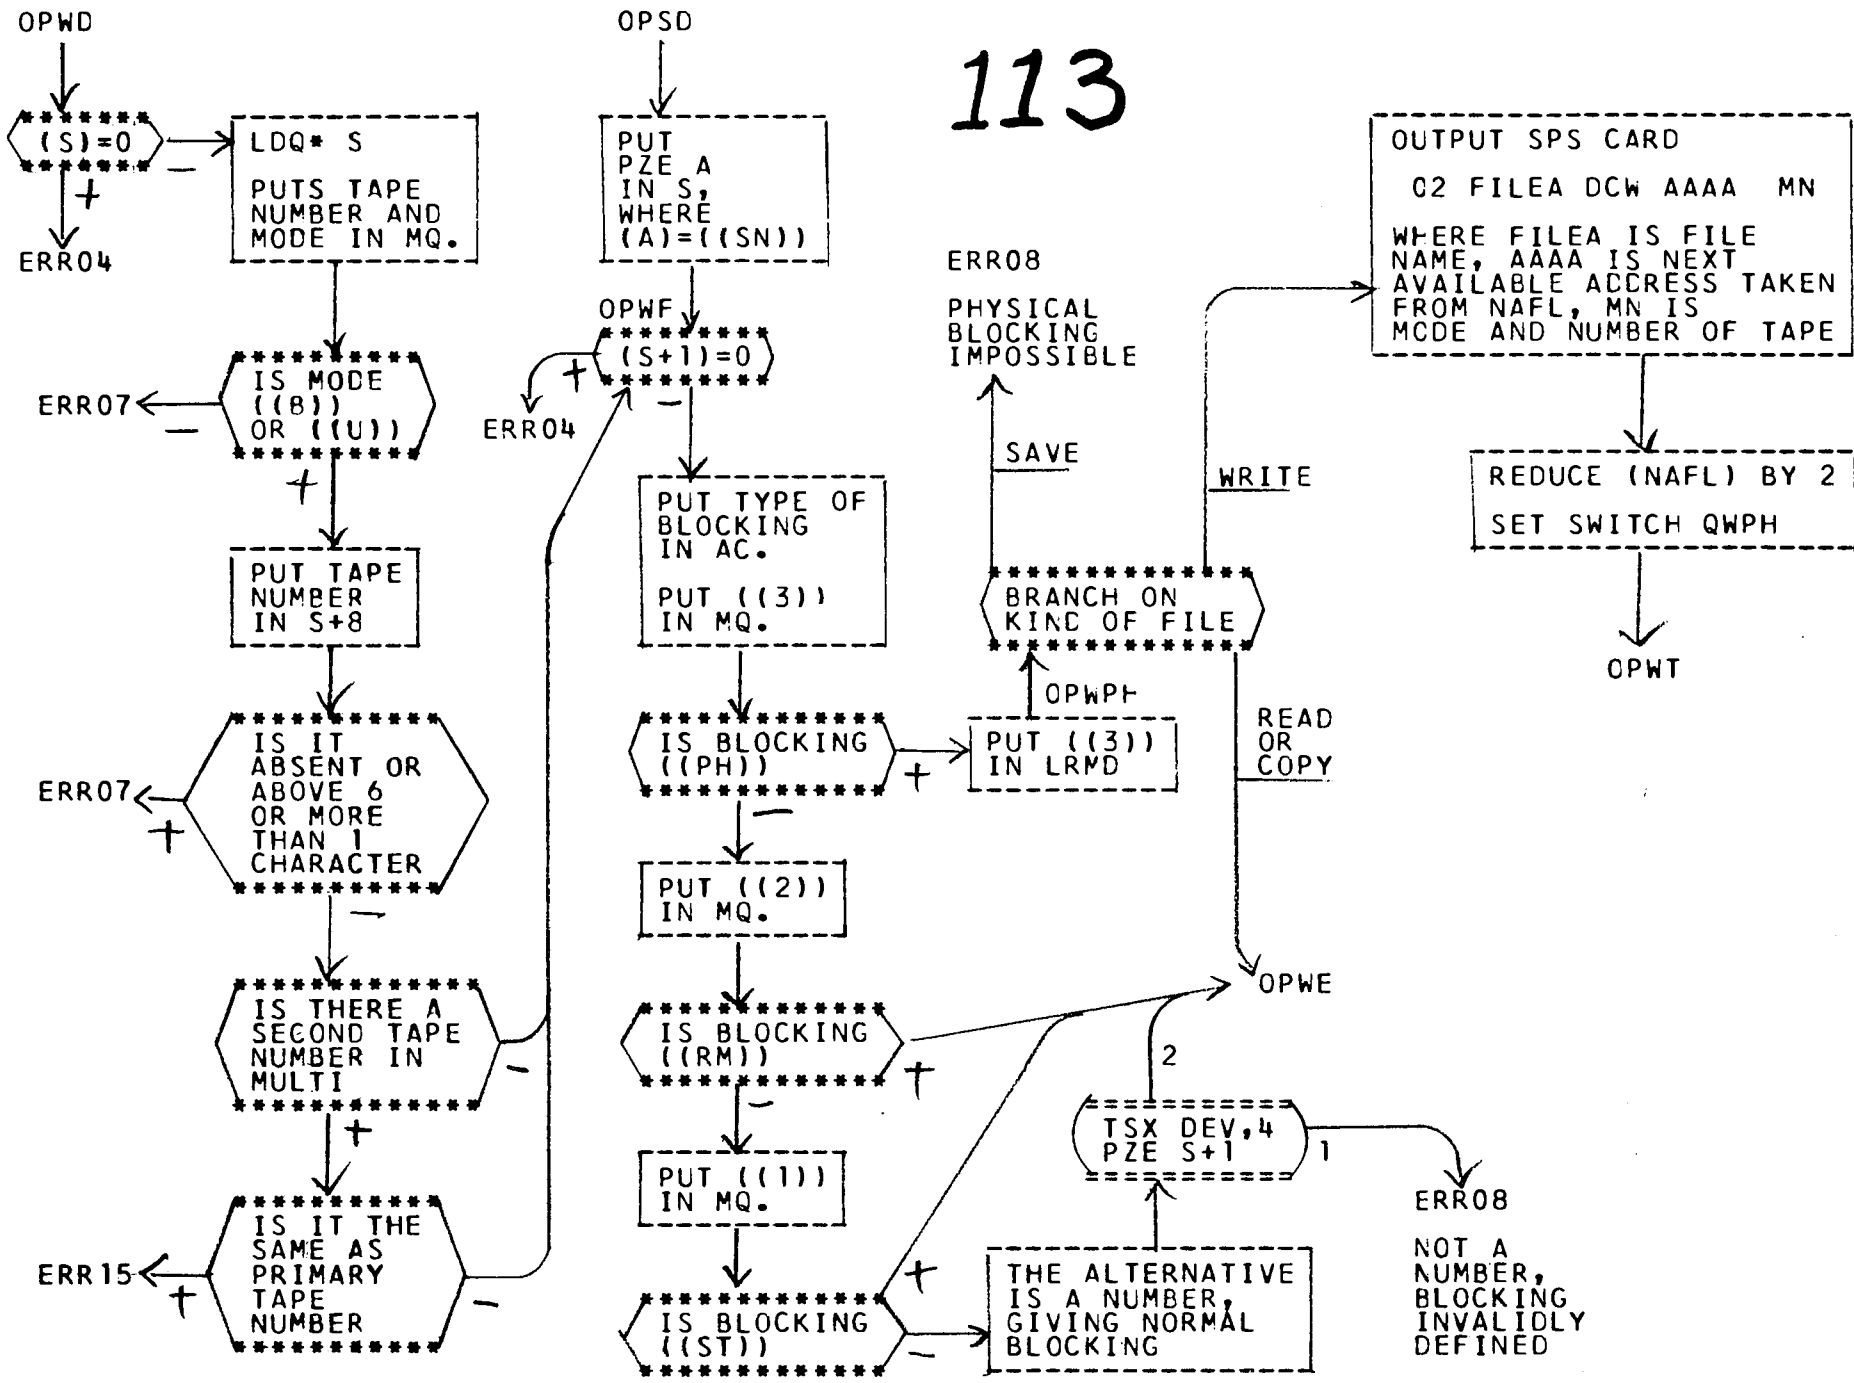 113
OPWD
(S)=0
+
-
ERR04
LDQ* S
PUTS TAPE
NUMBER AND
MODE IN MQ.
IS MODE
((B))
OR ((U))
ERR07
-
+
PUT TAPE
NUMBER
IN S+8
IS IT
ABSENT OR
ABOVE 6
OR MORE
THAN 1
CHARACTER
ERR07
+
-
IS THERE A
SECOND TAPE
NUMBER IN
MULTI
-
+
IS IT THE
SAME AS
PRIMARY
TAPE
NUMBER
ERR15
+
-
OPSD
PUT
PZE A
IN S,
WHERE
(A)=((SN))
OPWF
(S+1)=0
+
-
ERR04
PUT TYPE OF
BLOCKING
IN AC.
PUT ((3))
IN MQ.
IS BLOCKING
((PH))
+
-
PUT ((3))
IN LRMD
OPWPH
PUT ((2))
IN MQ.
IS BLOCKING
((RM))
+
-
PUT ((1))
IN MQ.
IS BLOCKING
((ST))
+
-
THE ALTERNATIVE
IS A NUMBER,
GIVING NORMAL
BLOCKING
TSX DEV,4
PZE S+1
2
1
ERR08
NOT A
NUMBER,
BLOCKING
INVALIDLY
DEFINED
OPWE
BRANCH ON
KIND OF FILE
SAVE
WRITE
READ
OR
COPY
ERR08
PHYSICAL
BLOCKING
IMPOSSIBLE
OUTPUT SPS CARD
02 FILEA DCW AAAA MN
WHERE FILEA IS FILE
NAME, AAAA IS NEXT
AVAILABLE ADDRESS TAKEN
FROM NAFL, MN IS
MODE AND NUMBER OF TAPE
REDUCE (NAFL) BY 2
SET SWITCH QWPH
OPWT